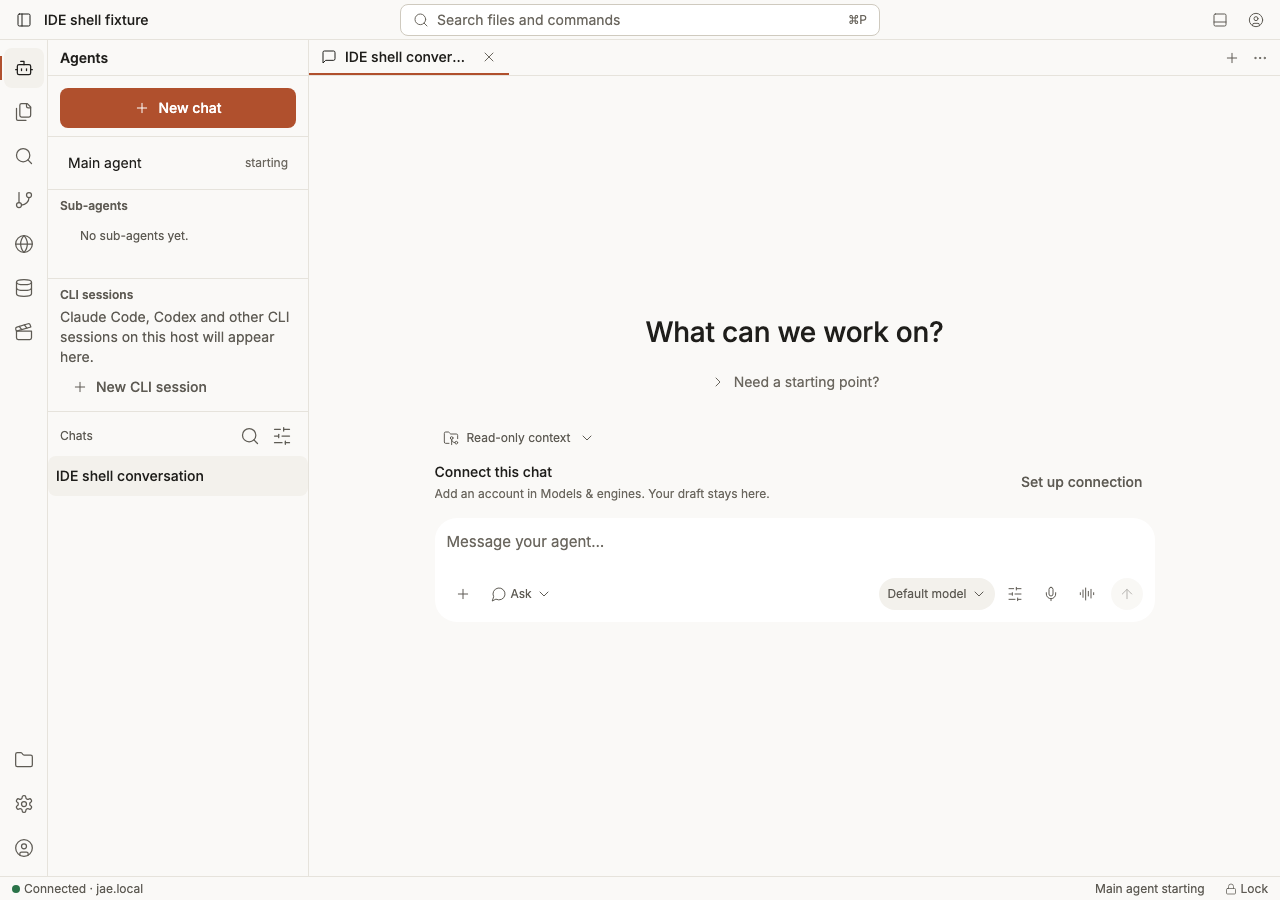 IDE shell fixture
Search files and commands
⌘P
Agents
IDE shell conver...
New chat
Main agent
starting
Sub-agents
No sub-agents yet.
CLI sessions
Claude Code, Codex and other CLI
sessions on this host will appear
here.
New CLI session
Chats
IDE shell conversation
What can we work on?
Need a starting point?
Read-only context
Connect this chat
Add an account in Models & engines. Your draft stays here.
Set up connection
Message your agent...
Ask
Default model
Connected · jae.local
Main agent starting
Lock